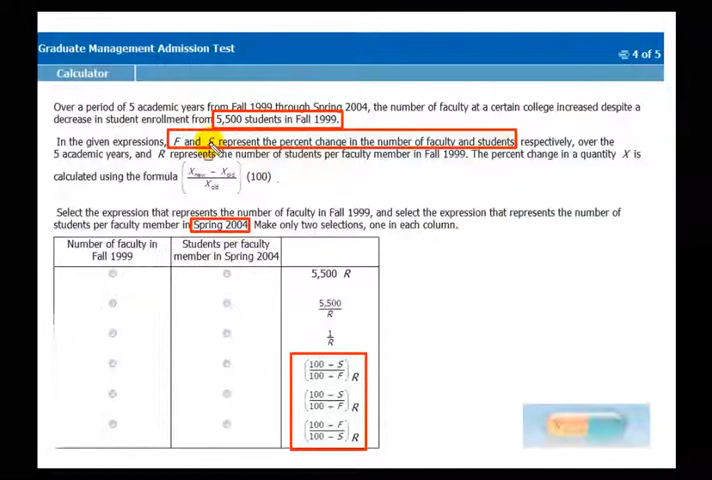 Graduate Management Admission Test
4 of 5
Calculator
Over a period of 5 academic years from Fall 1999 through Spring 2004, the number of faculty at a certain college increased despite a
decrease in student enrollment from 5,500 students in Fall 1999.
In the given expressions, F and S represent the percent change in the number of faculty and students, respectively, over the
5 academic years, and R represents the number of students per faculty member in Fall 1999. The percent change in a quantity X is
calculated using the formula (X_new − X_old / X_old) (100) .
Select the expression that represents the number of faculty in Fall 1999, and select the expression that represents the number of
students per faculty member in Spring 2004. Make only two selections, one in each column.
Number of faculty in Fall 1999
Students per faculty member in Spring 2004
5,500 R
5,500 / R
1 / R
(100 − S / 100 − F) R
(100 − S / 100 − F) R
(100 − F / 100 − S) R